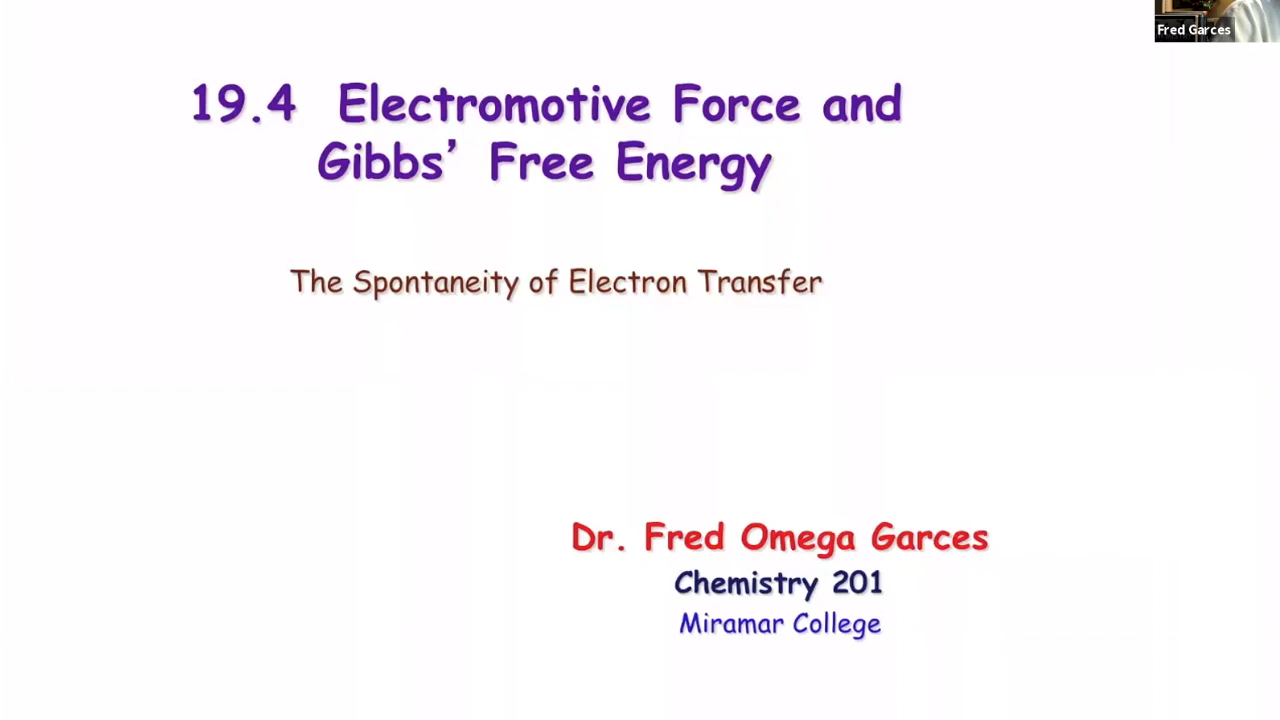 Fred Garces
19.4 Electromotive Force and
Gibbs’ Free Energy
The Spontaneity of Electron Transfer
Dr. Fred Omega Garces
Chemistry 201
Miramar College